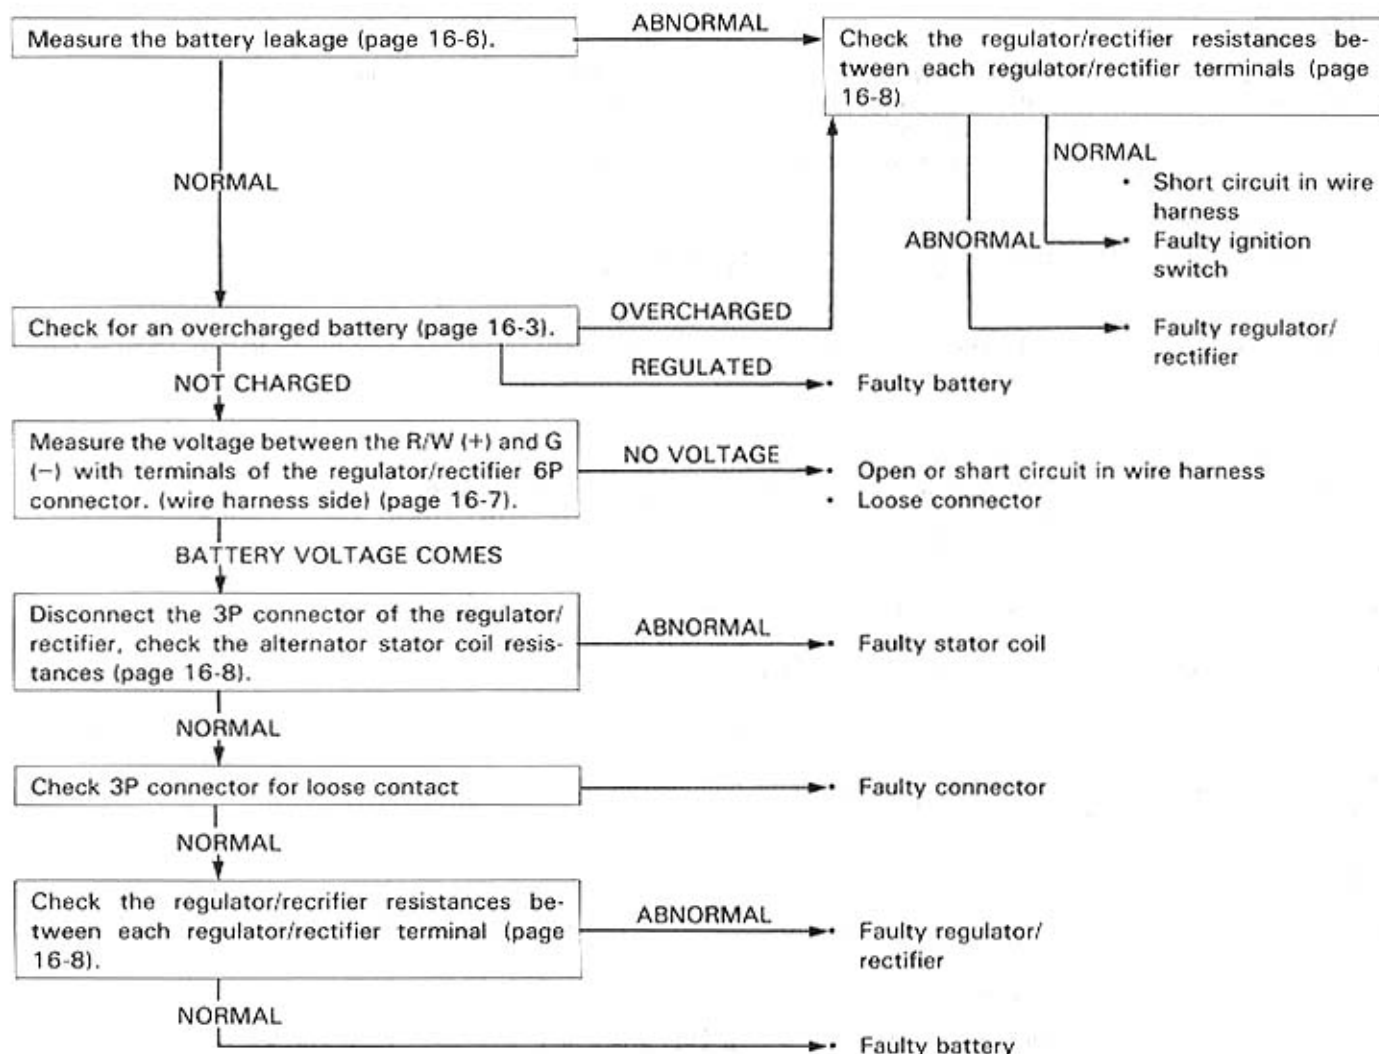 Measure the battery leakage (page 16-6).
ABNORMAL
Check the regulator/rectifier resistances be-
tween each regulator/rectifier terminals (page
16-8)
NORMAL
NORMAL
• Short circuit in wire
harness
ABNORMAL
• Faulty ignition
switch
Check for an overcharged battery (page 16-3).
OVERCHARGED
• Faulty regulator/
rectifier
REGULATED
• Faulty battery
NOT CHARGED
Measure the voltage between the R/W (+) and G
(−) with terminals of the regulator/rectifier 6P
connector. (wire harness side) (page 16-7).
NO VOLTAGE
• Open or shart circuit in wire harness
• Loose connector
BATTERY VOLTAGE COMES
Disconnect the 3P connector of the regulator/
rectifier, check the alternator stator coil resis-
tances (page 16-8).
ABNORMAL
• Faulty stator coil
NORMAL
Check 3P connector for loose contact
• Faulty connector
NORMAL
Check the regulator/recrifier resistances be-
tween each regulator/rectifier terminal (page
16-8).
ABNORMAL
• Faulty regulator/
rectifier
NORMAL
• Faulty battery